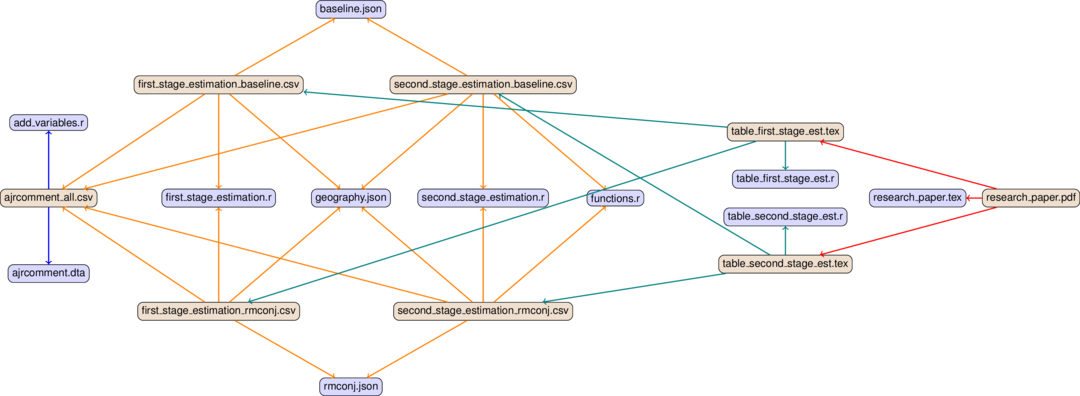 baseline.json
first_stage_estimation_baseline.csv
second_stage_estimation_baseline.csv
add_variables.r
table_first_stage_est.tex
table_first_stage_est.r
ajrcomment_all.csv
first_stage_estimation.r
geography.json
second_stage_estimation.r
functions.r
research_paper.tex
research_paper.pdf
table_second_stage_est.r
table_second_stage_est.tex
ajrcomment.dta
first_stage_estimation_rmconj.csv
second_stage_estimation_rmconj.csv
rmconj.json